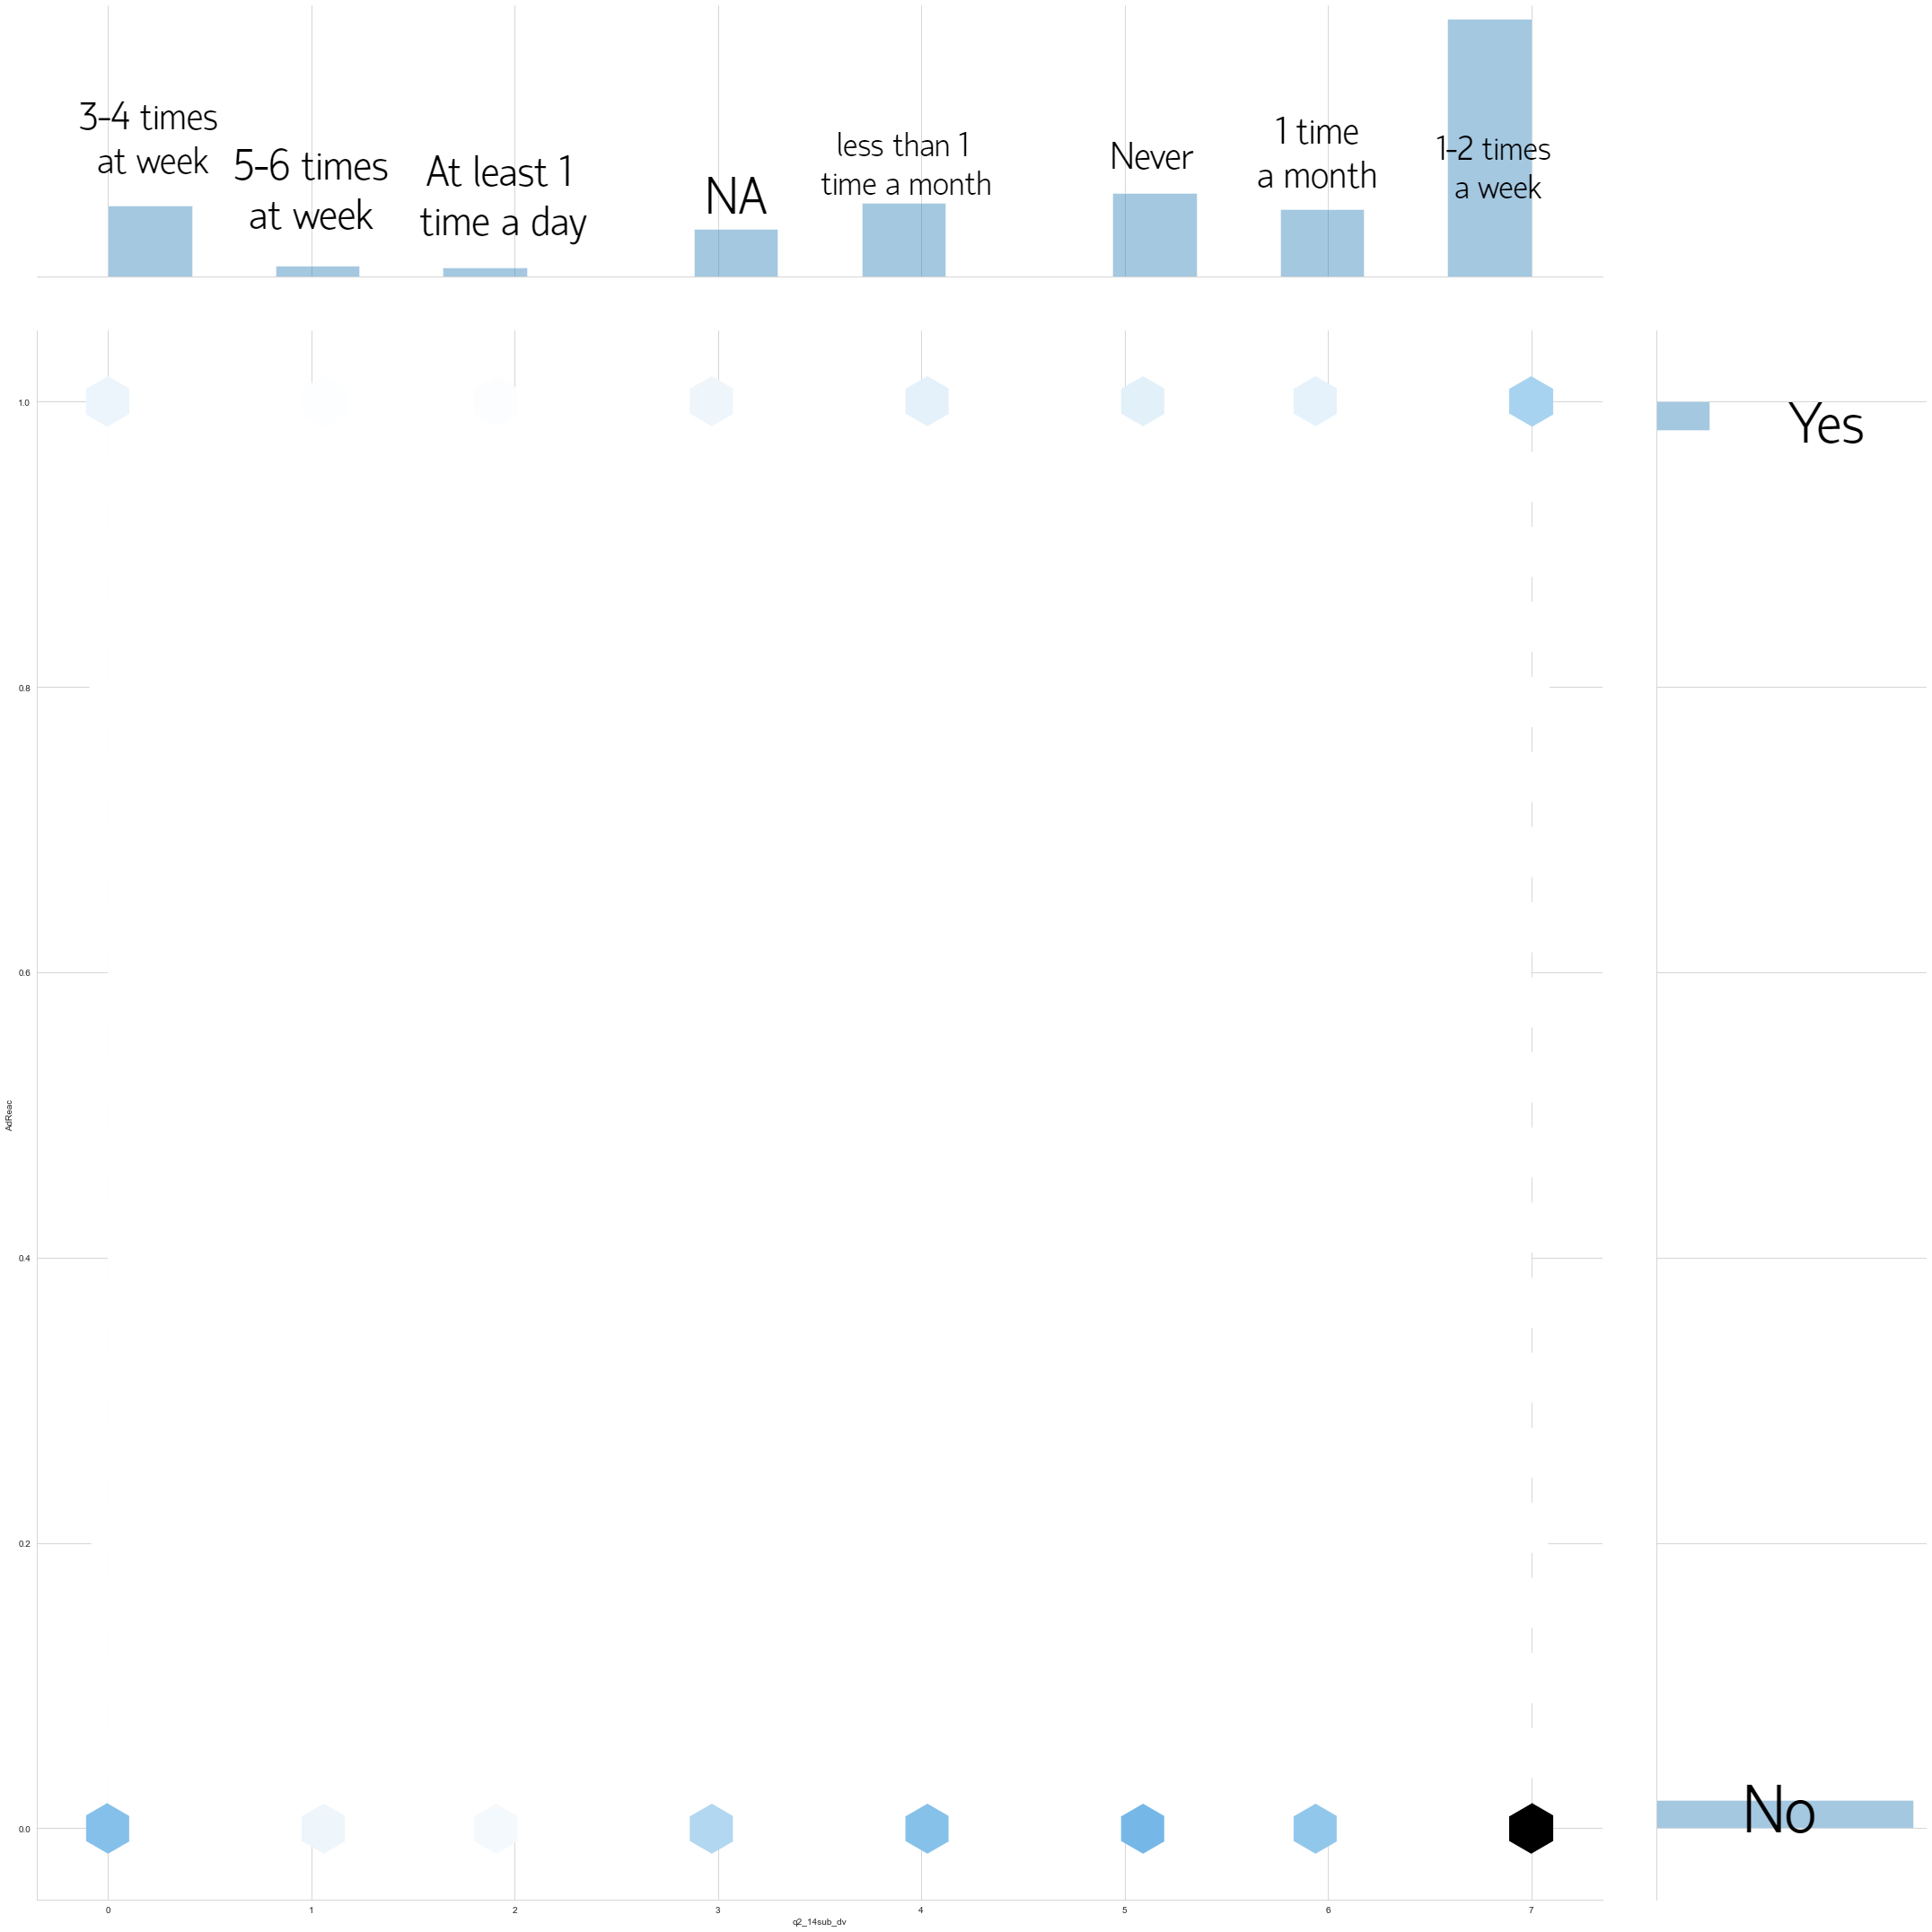 3-4 times
at week
5-6 times
at week
At least 1
time a day
NA
less than 1
time a month
Never
1 time
a month
1-2 times
a week
Yes
No
1.0
0.8
0.6
0.4
0.2
0.0
AdReac
0 1 2 3 4 5 6 7
q2_14sub_dv